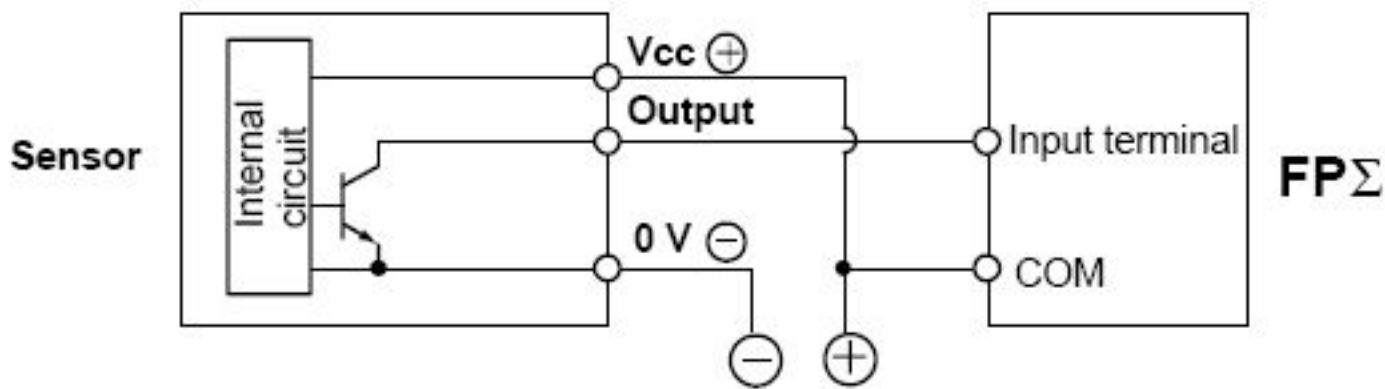 Vcc ⊕
Output
Internal circuit
Sensor
Input terminal
FPΣ
0 V ⊖
COM
⊖ ⊕